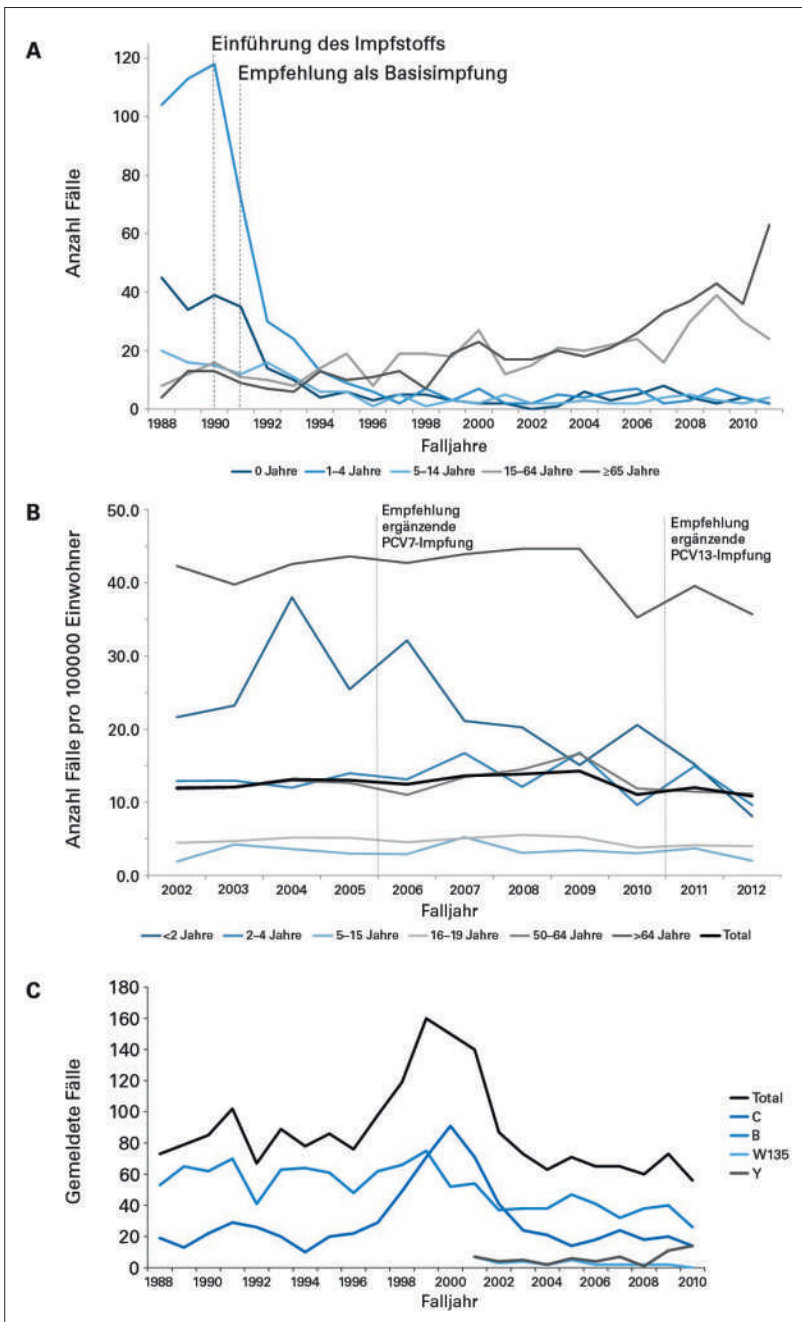 A
Einführung des Impfstoffs
Empfehlung als Basisimpfung
Anzahl Fälle
120
100
80
60
40
20
0
1988 1990 1992 1994 1996 1998 2000 2002 2004 2006 2008 2010
Falljahre
0 Jahre 1–4 Jahre 5–14 Jahre 15–64 Jahre ≥65 Jahre
B
Empfehlung
ergänzende
PCV7-Impfung
Empfehlung
ergänzende
PCV13-Impfung
Anzahl Fälle pro 100000 Einwohner
50.0
40.0
30.0
20.0
10.0
0.0
2002 2003 2004 2005 2006 2007 2008 2009 2010 2011 2012
Falljahr
<2 Jahre 2–4 Jahre 5–15 Jahre 16–19 Jahre 50–64 Jahre >64 Jahre Total
C
Gemeldete Fälle
180
160
140
120
100
80
60
40
20
0
1988 1990 1992 1994 1996 1998 2000 2002 2004 2006 2008 2010
Falljahr
Total
C
B
W135
Y